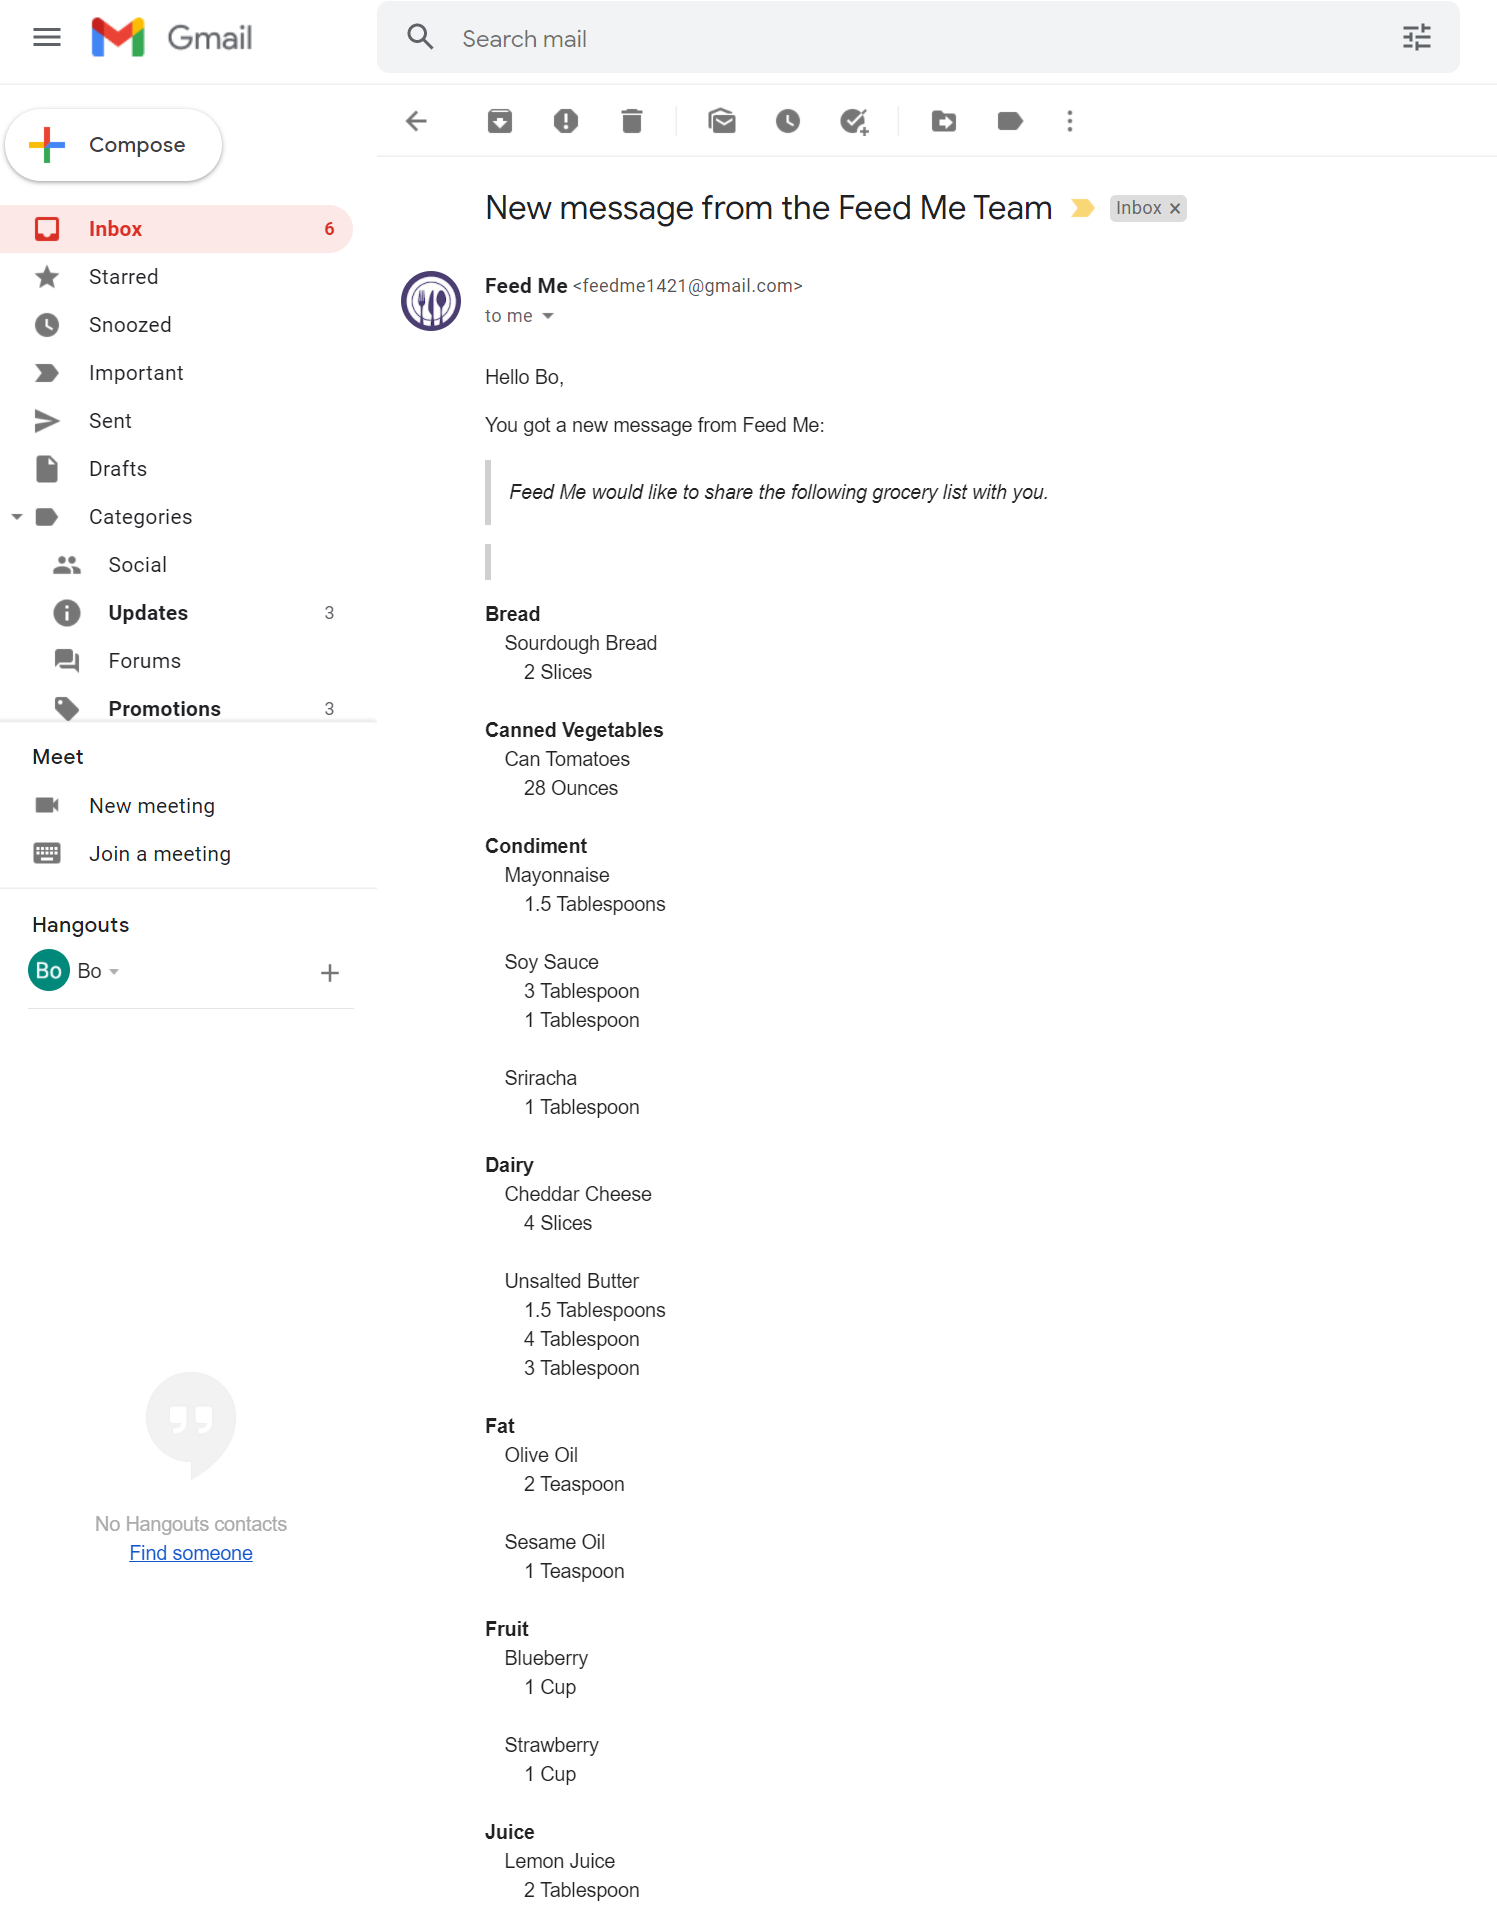 Gmail
Search mail
Compose
Inbox 6
Starred
Snoozed
Important
Sent
Drafts
Categories
Social
Updates 3
Forums
Promotions 3
Meet
New meeting
Join a meeting
Hangouts
Bo Bo
No Hangouts contacts
Find someone
New message from the Feed Me Team Inbox x
Feed Me <feedme1421@gmail.com>
to me
Hello Bo,
You got a new message from Feed Me:
Feed Me would like to share the following grocery list with you.
Bread
Sourdough Bread
2 Slices
Canned Vegetables
Can Tomatoes
28 Ounces
Condiment
Mayonnaise
1.5 Tablespoons
Soy Sauce
3 Tablespoon
1 Tablespoon
Sriracha
1 Tablespoon
Dairy
Cheddar Cheese
4 Slices
Unsalted Butter
1.5 Tablespoons
4 Tablespoon
3 Tablespoon
Fat
Olive Oil
2 Teaspoon
Sesame Oil
1 Teaspoon
Fruit
Blueberry
1 Cup
Strawberry
1 Cup
Juice
Lemon Juice
2 Tablespoon